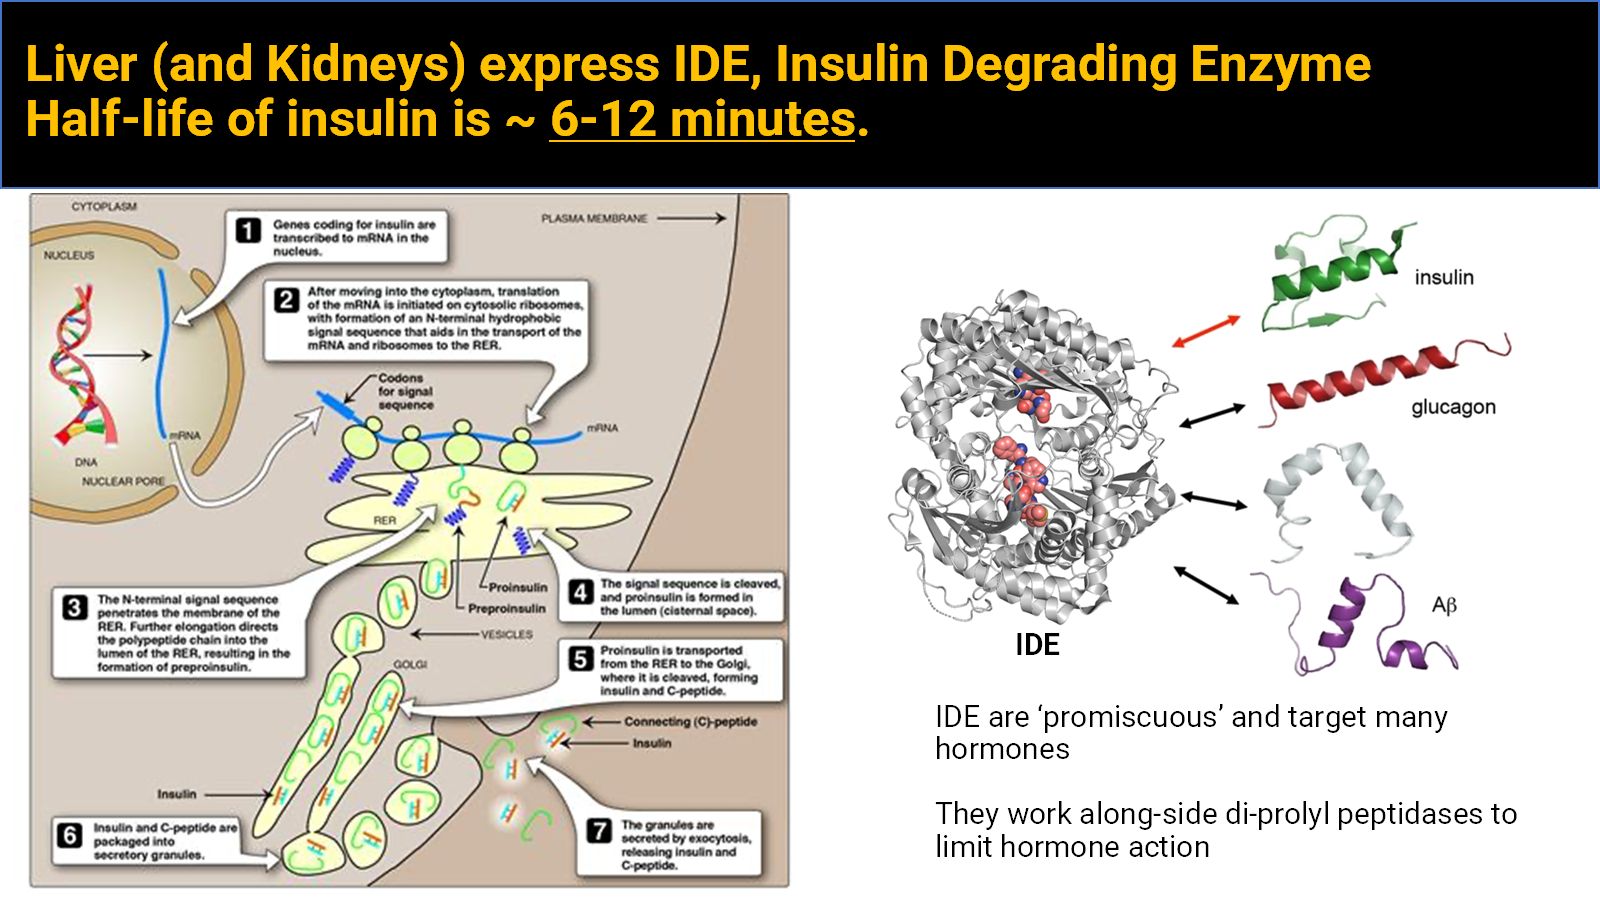 Liver (and Kidneys) express IDE, Insulin Degrading Enzyme
Half-life of insulin is ~ 6-12 minutes.
CYTOPLASM
NUCLEUS
PLASMA MEMBRANE
1
Genes coding for insulin are
transcribed to mRNA in the
nucleus.
2
After moving into the cytoplasm, translation
of the mRNA is initiated on cytosolic ribosomes,
with formation of an N-terminal hydrophobic
signal sequence that aids in the transport of the
mRNA and ribosomes to the RER.
Codons
for signal
sequence
mRNA
mRNA
DNA
NUCLEAR PORE
RER
3
The N-terminal signal sequence
penetrates the membrane of the
RER. Further elongation directs
the polypeptide chain into the
lumen of the RER, resulting in the
formation of preproinsulin.
Proinsulin
Preproinsulin
VESICLES
4
The signal sequence is cleaved,
and proinsulin is formed in
the lumen (cisternal space).
GOLGI
5
Proinsulin is transported
from the RER to the Golgi,
where it is cleaved, forming
insulin and C-peptide.
Connecting (C)-peptide
Insulin
Insulin
6
Insulin and C-peptide are
packaged into
secretory granules.
7
The granules are
secreted by exocytosis,
releasing insulin and
C-peptide.
insulin
glucagon
Aβ
IDE
IDE are ‘promiscuous’ and target many
hormones
They work along-side di-prolyl peptidases to
limit hormone action